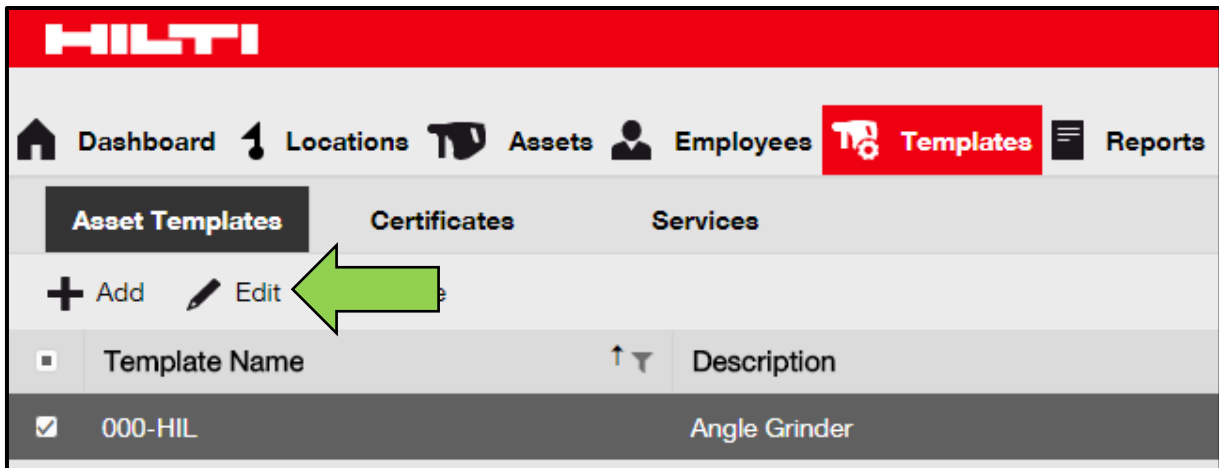 HILTI
Dashboard Locations Assets Employees Templates Reports
Asset Templates Certificates Services
Add Edit
Template Name Description
000-HIL Angle Grinder